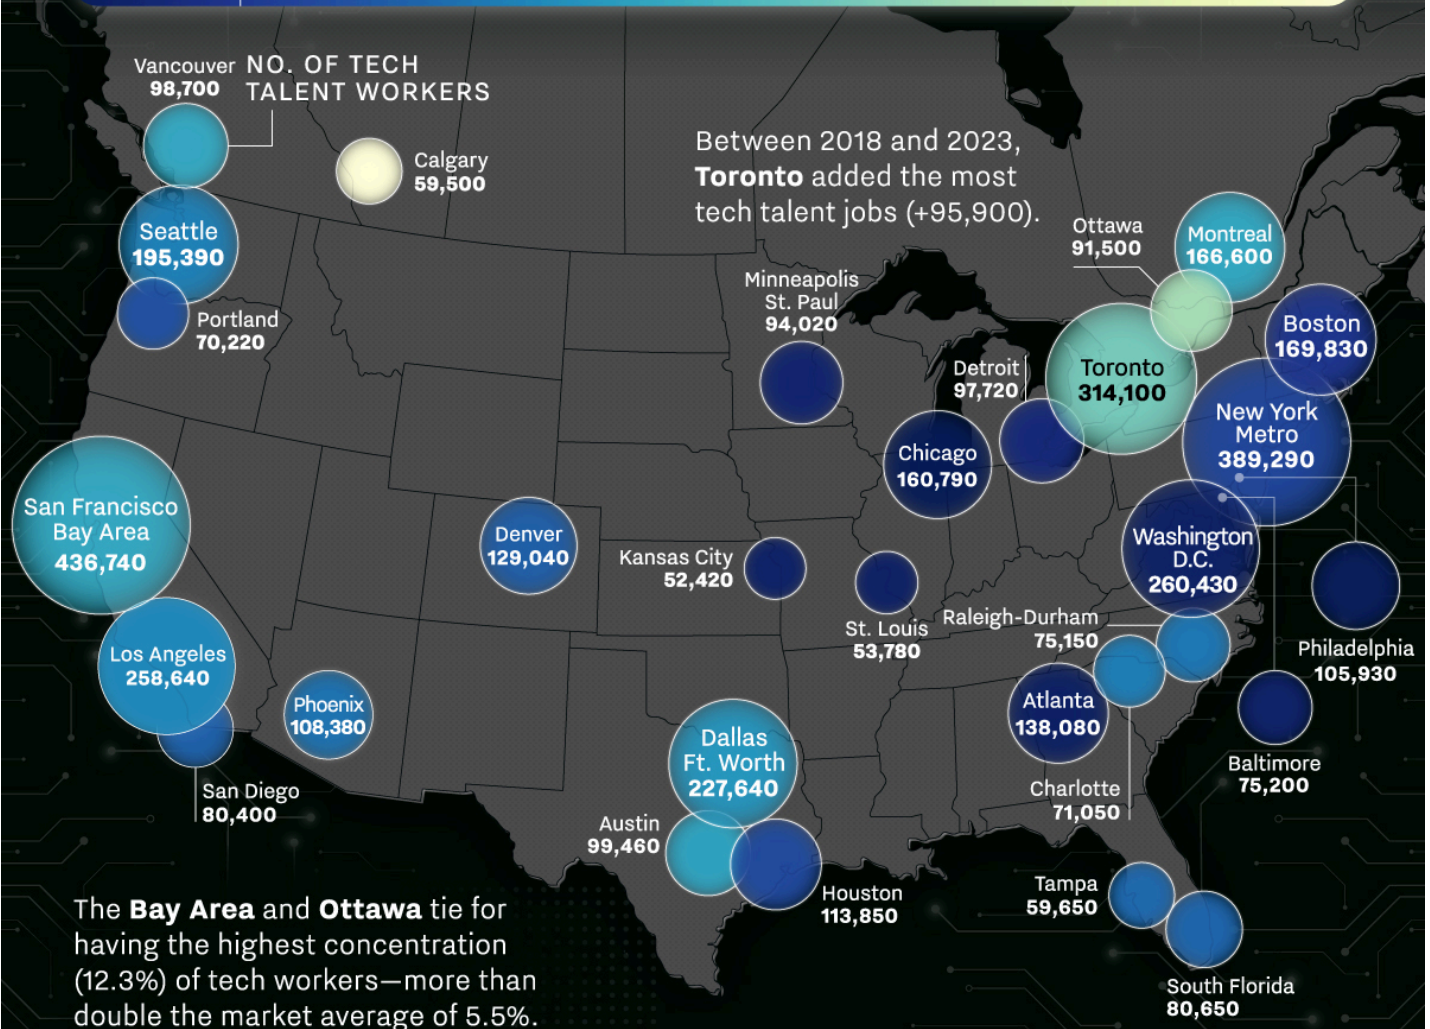 Vancouver
98,700
NO. OF TECH
TALENT WORKERS
Calgary
59,500
Between 2018 and 2023,
Toronto added the most
tech talent jobs (+95,900).
Seattle
195,390
Portland
70,220
Ottawa
91,500
Montreal
166,600
Minneapolis
St. Paul
94,020
Boston
169,830
Detroit
97,720
Toronto
314,100
New York
Metro
389,290
Chicago
160,790
San Francisco
Bay Area
436,740
Denver
129,040
Kansas City
52,420
St. Louis
53,780
Washington
D.C.
260,430
Raleigh-Durham
75,150
Philadelphia
105,930
Los Angeles
258,640
Phoenix
108,380
San Diego
80,400
Dallas
Ft. Worth
227,640
Atlanta
138,080
Charlotte
71,050
Baltimore
75,200
Austin
99,460
Houston
113,850
Tampa
59,650
South Florida
80,650
The Bay Area and Ottawa tie for
having the highest concentration
(12.3%) of tech workers—more than
double the market average of 5.5%.